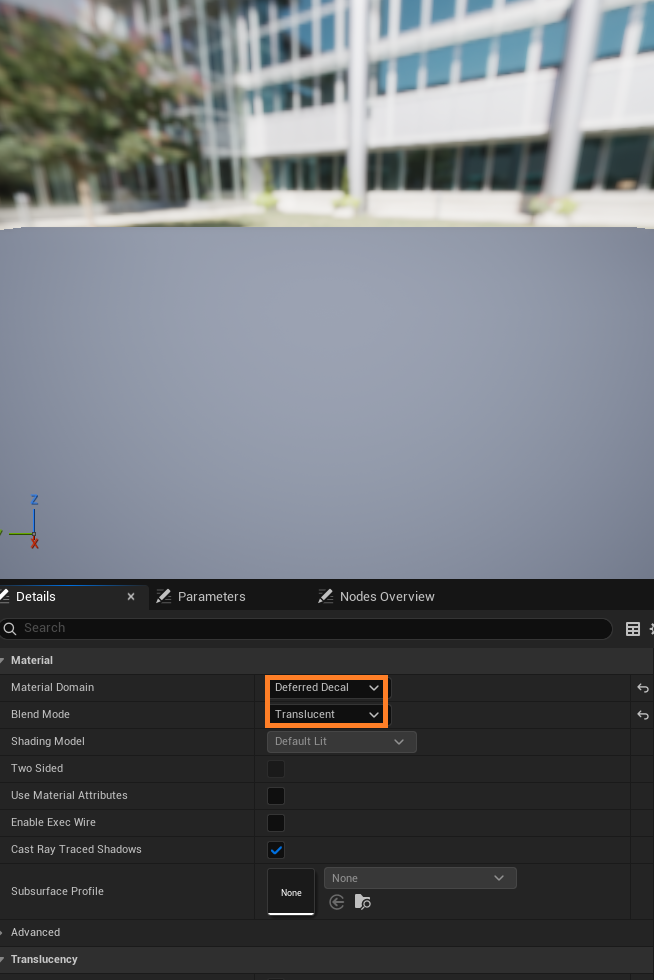 Z
X
Details
Parameters
Nodes Overview
Search
Material
Material Domain
Deferred Decal
Blend Mode
Translucent
Shading Model
Default Lit
Two Sided
Use Material Attributes
Enable Exec Wire
Cast Ray Traced Shadows
Subsurface Profile
None
None
Advanced
Translucency